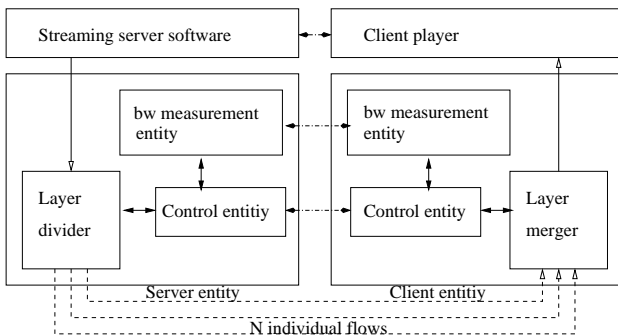 Streaming server software
Client player
bw measurement
entity
bw measurement
entity
Layer
divider
Control entitiy
Control entity
Layer
merger
Server entity
Client entitiy
N individual flows